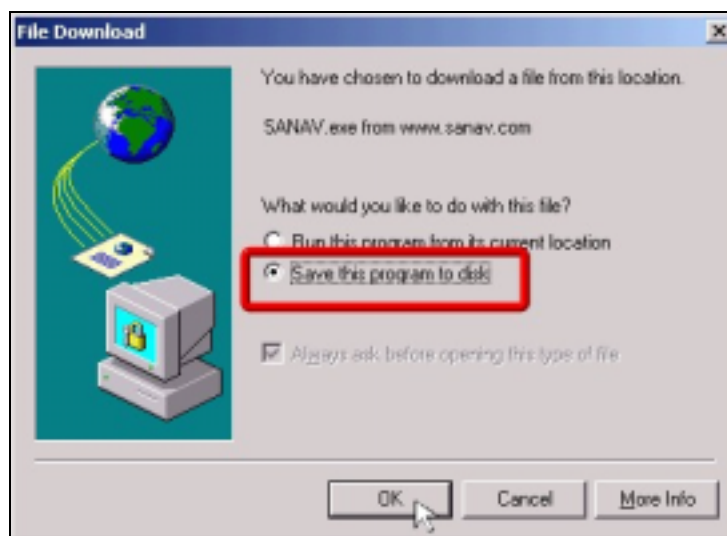 File Download
You have chosen to download a file from this location.
SANAV.exe from www.sanav.com
What would you like to do with this file?
Run this program from its current location
Save this program to disk
Always ask before opening this type of file
OK
Cancel
More Info